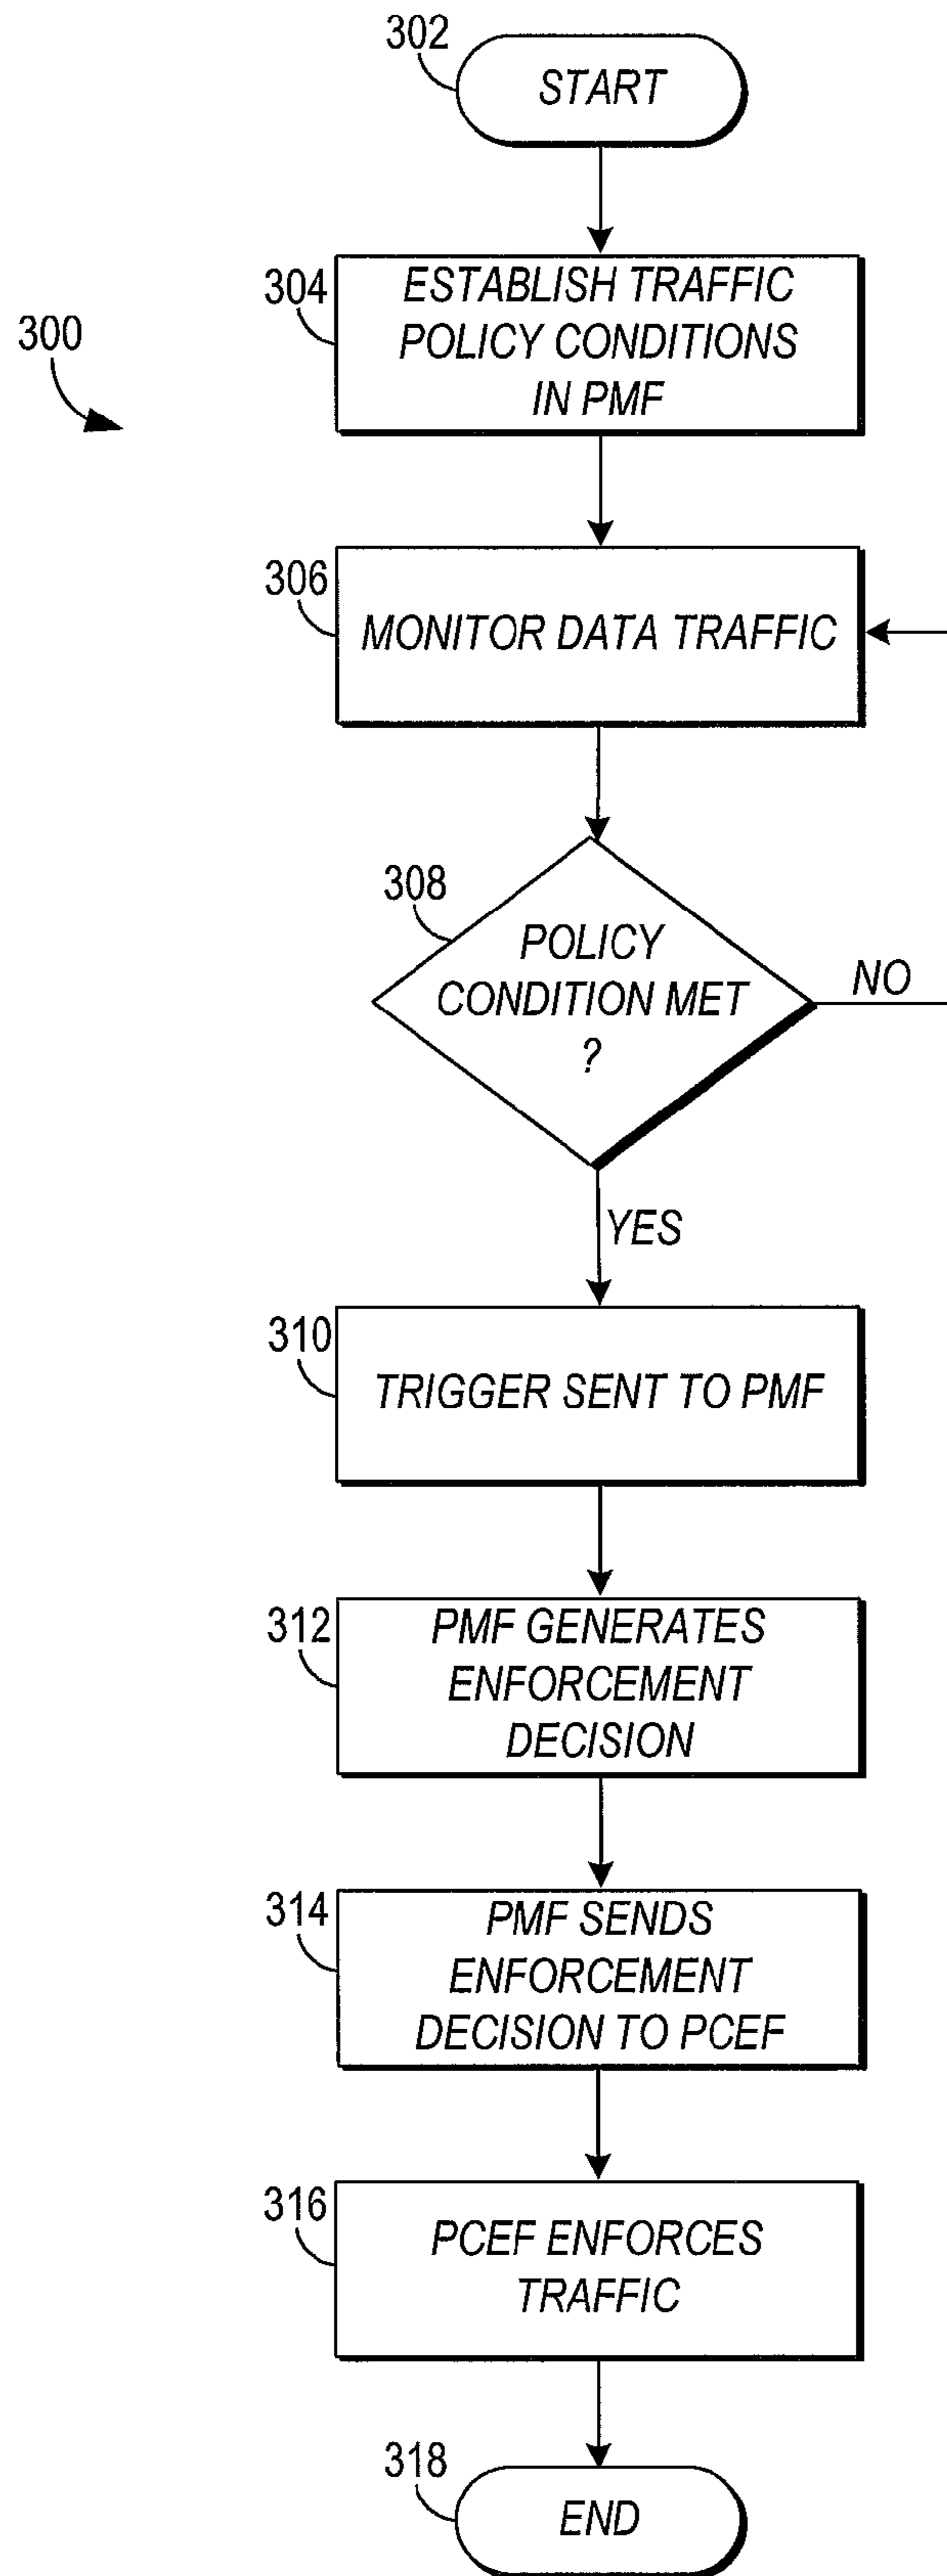 302
START
304
ESTABLISH TRAFFIC
POLICY CONDITIONS
IN PMF
300
306
MONITOR DATA TRAFFIC
308
POLICY
CONDITION MET
?
NO
YES
310
TRIGGER SENT TO PMF
312
PMF GENERATES
ENFORCEMENT
DECISION
314
PMF SENDS
ENFORCEMENT
DECISION TO PCEF
316
PCEF ENFORCES
TRAFFIC
318
END